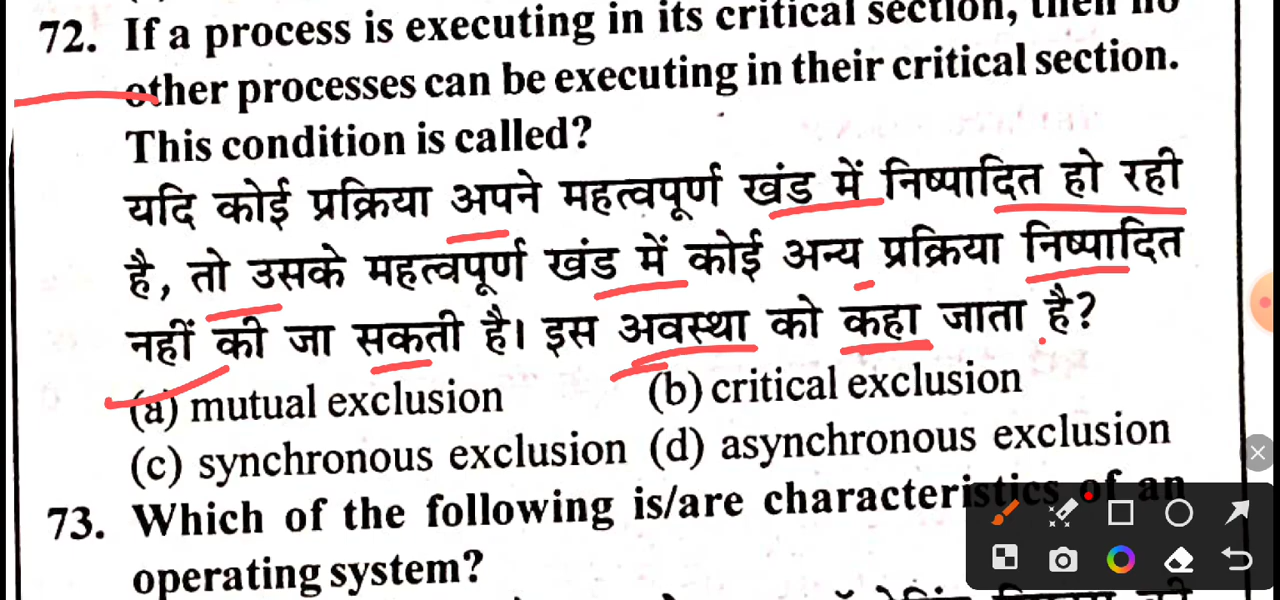 72. If a process is executing in its critical section, then no
other processes can be executing in their critical section.
This condition is called?
यदि कोई प्रक्रिया अपने महत्वपूर्ण खंड में निष्पादित हो रही
है, तो उसके महत्वपूर्ण खंड में कोई अन्य प्रक्रिया निष्पादित
नहीं की जा सकती है। इस अवस्था को कहा जाता है?
(a) mutual exclusion (b) critical exclusion
(c) synchronous exclusion (d) asynchronous exclusion
73. Which of the following is/are characteristics of an
operating system?